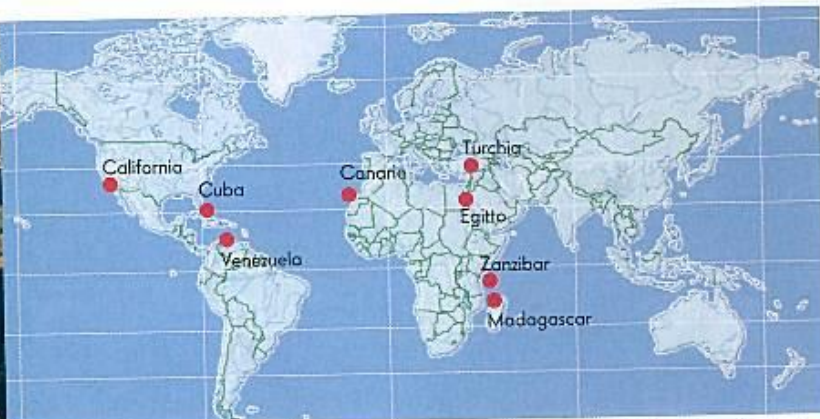 Turchia
California
Canarie
Cuba
Egitto
Venezuela
Zanzibar
Madagascar